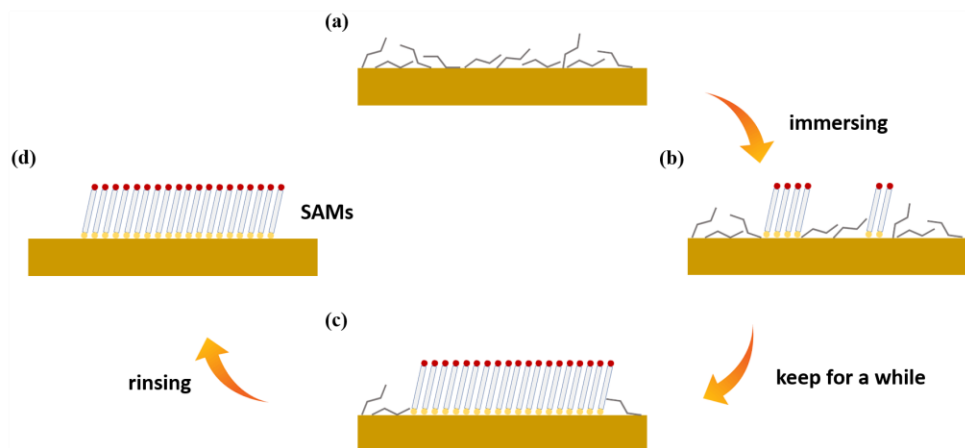 (a)
immersing
(b)
(d)
SAMs
(c)
rinsing
keep for a while